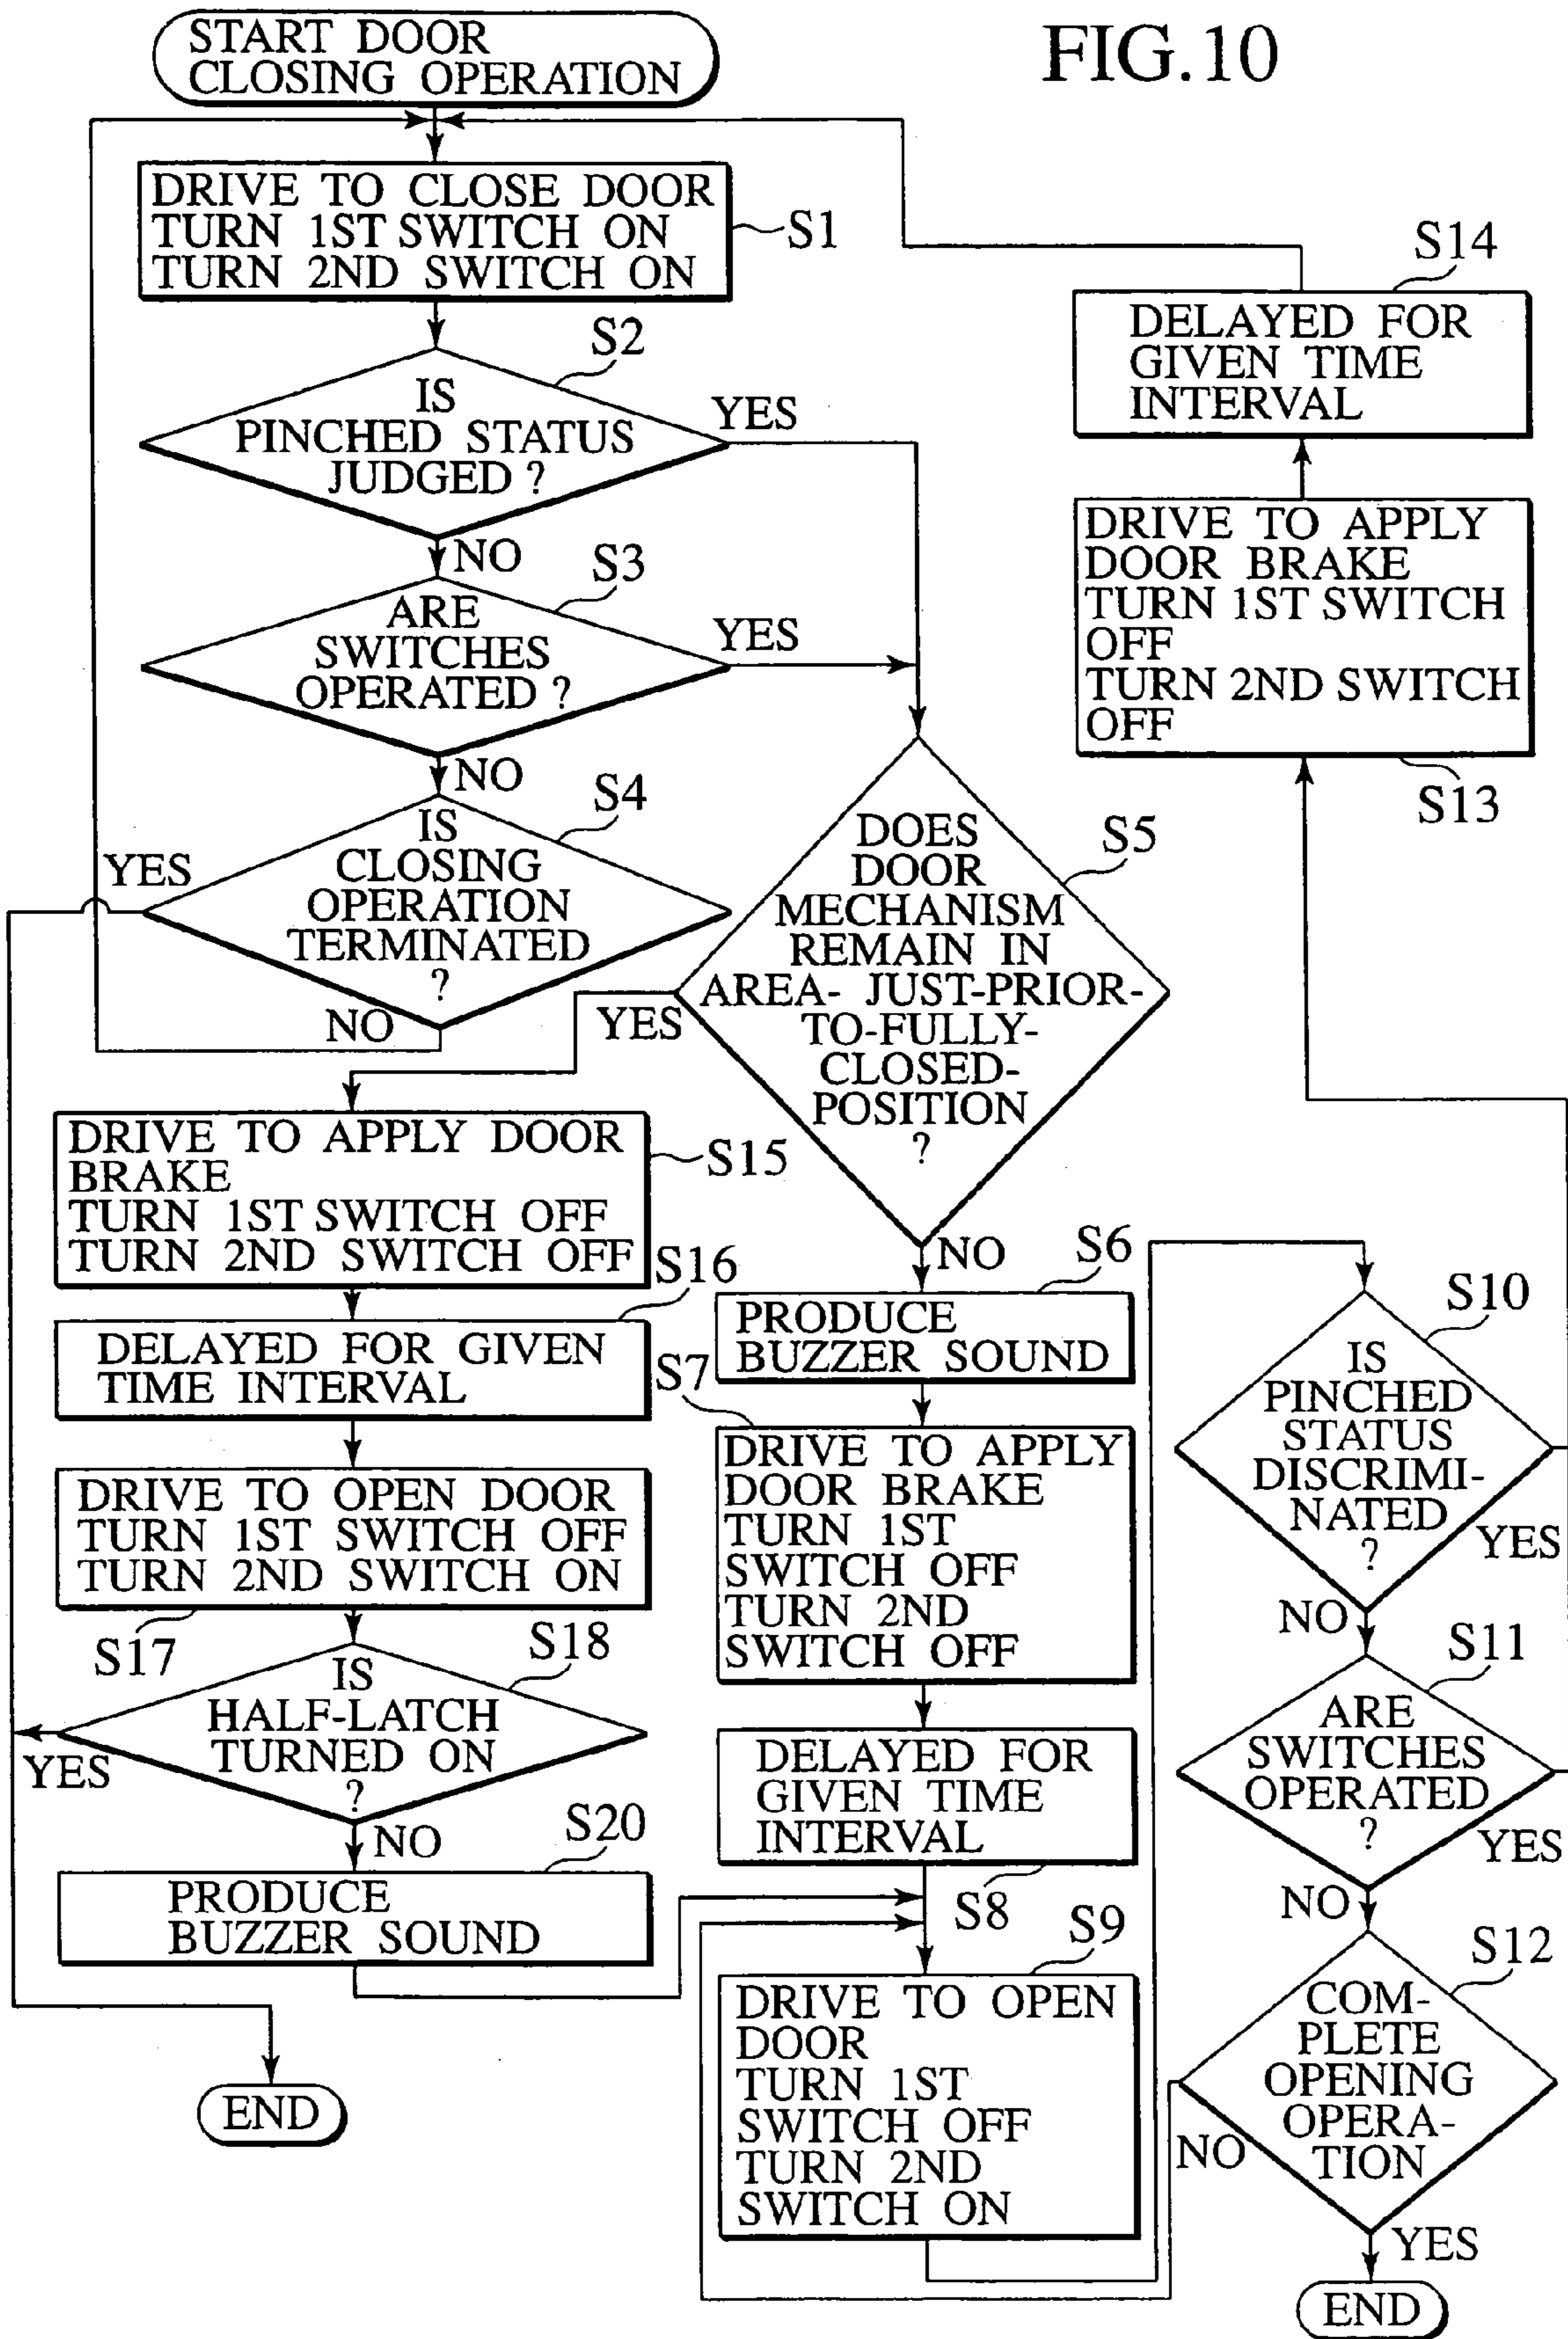 FIG.10
START DOOR
CLOSING OPERATION
DRIVE TO CLOSE DOOR
TURN 1ST SWITCH ON
TURN 2ND SWITCH ON
S1
S2
IS
PINCHED STATUS
JUDGED ?
YES
NO
S3
ARE
SWITCHES
OPERATED ?
YES
NO
S4
IS
CLOSING
OPERATION
TERMINATED
?
YES
NO
S5
DOES
DOOR
MECHANISM
REMAIN IN
AREA- JUST-PRIOR-
TO-FULLY-
CLOSED-
POSITION
?
YES
NO
DRIVE TO APPLY DOOR
BRAKE
TURN 1ST SWITCH OFF
TURN 2ND SWITCH OFF
S15
S16
DELAYED FOR GIVEN
TIME INTERVAL
DRIVE TO OPEN DOOR
TURN 1ST SWITCH OFF
TURN 2ND SWITCH ON
S17
S18
IS
HALF-LATCH
TURNED ON
?
YES
NO
S20
PRODUCE
BUZZER SOUND
END
S6
PRODUCE
BUZZER SOUND
S7
DRIVE TO APPLY
DOOR BRAKE
TURN 1ST
SWITCH OFF
TURN 2ND
SWITCH OFF
DELAYED FOR
GIVEN TIME
INTERVAL
S8
S9
DRIVE TO OPEN
DOOR
TURN 1ST
SWITCH OFF
TURN 2ND
SWITCH ON
S10
IS
PINCHED
STATUS
DISCRIMI-
NATED
?
YES
NO
S11
ARE
SWITCHES
OPERATED
?
YES
NO
S12
COM-
PLETE
OPENING
OPERA-
TION
NO
YES
END
S14
DELAYED FOR
GIVEN TIME
INTERVAL
DRIVE TO APPLY
DOOR BRAKE
TURN 1ST SWITCH
OFF
TURN 2ND SWITCH
OFF
S13